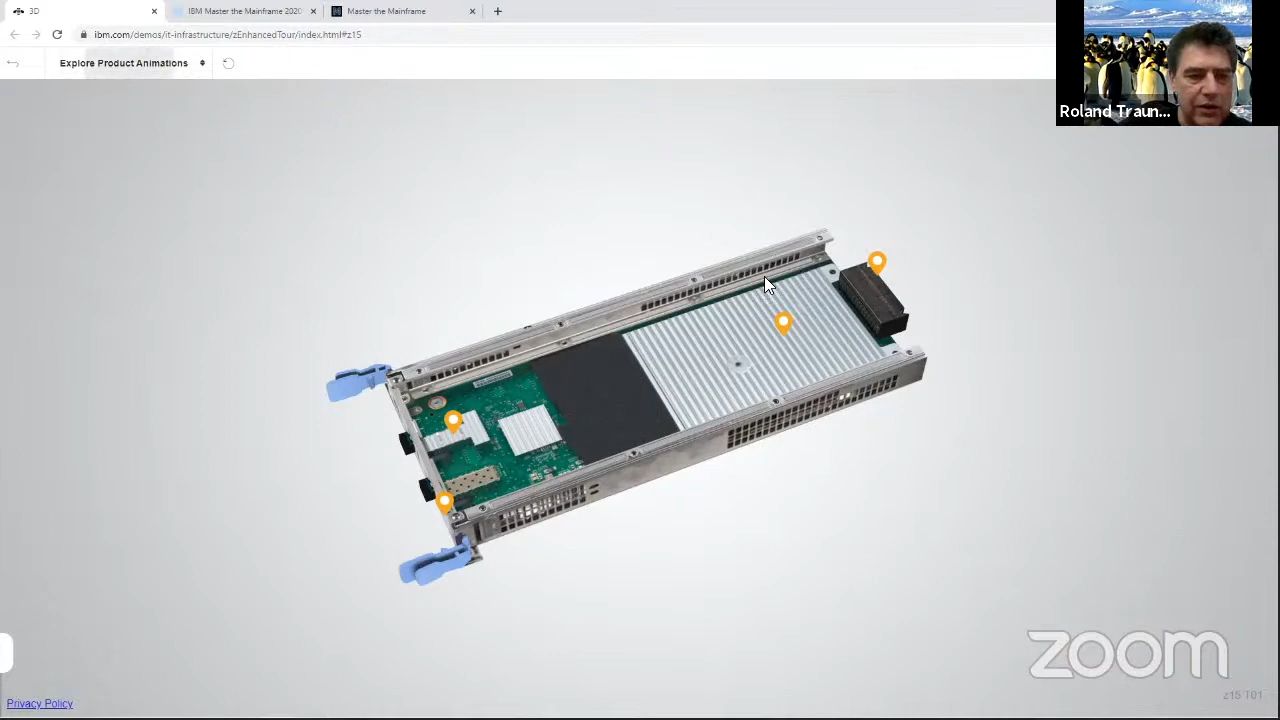 3D
IBM Master the Mainframe 2020
Master the Mainframe
ibm.com/demos/it-infrastructure/zEnhancedTour/index.html#z15
Explore Product Animations
Roland Traun...
zoom
z15 T01
Privacy Policy